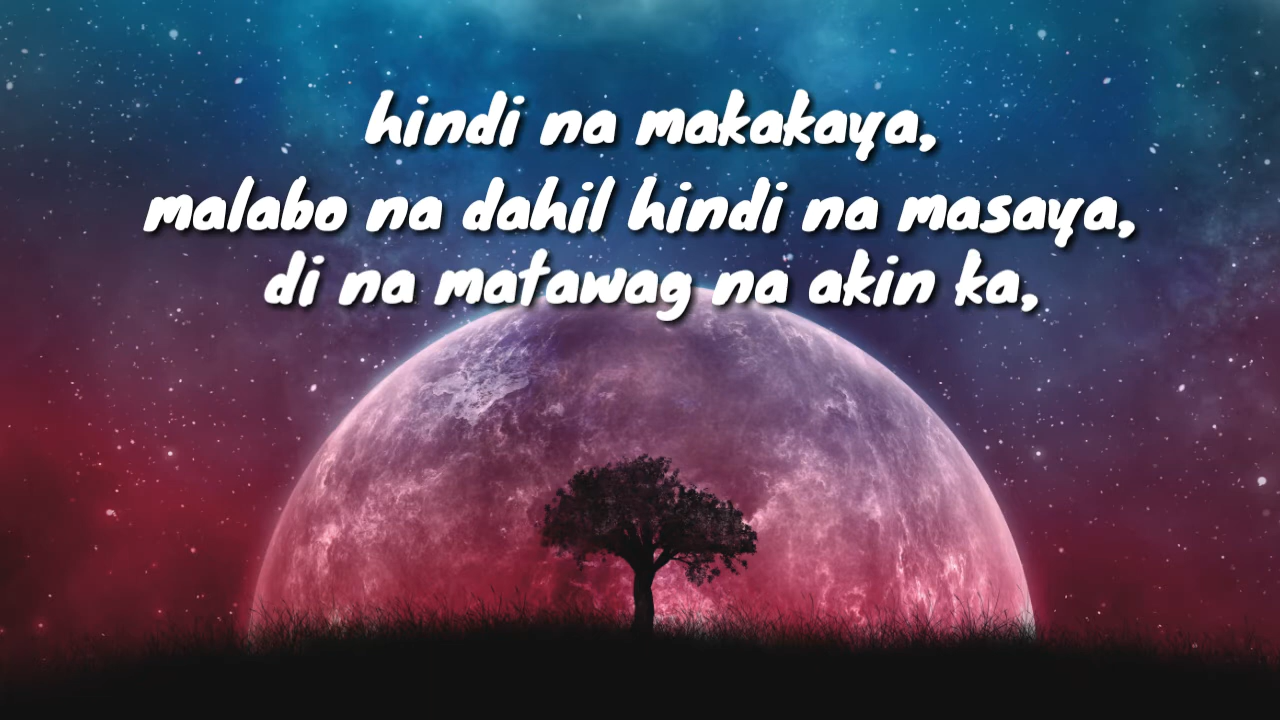 hindi na makakaya,
malabo na dahil hindi na masaya,
di na matawag na akin ka,